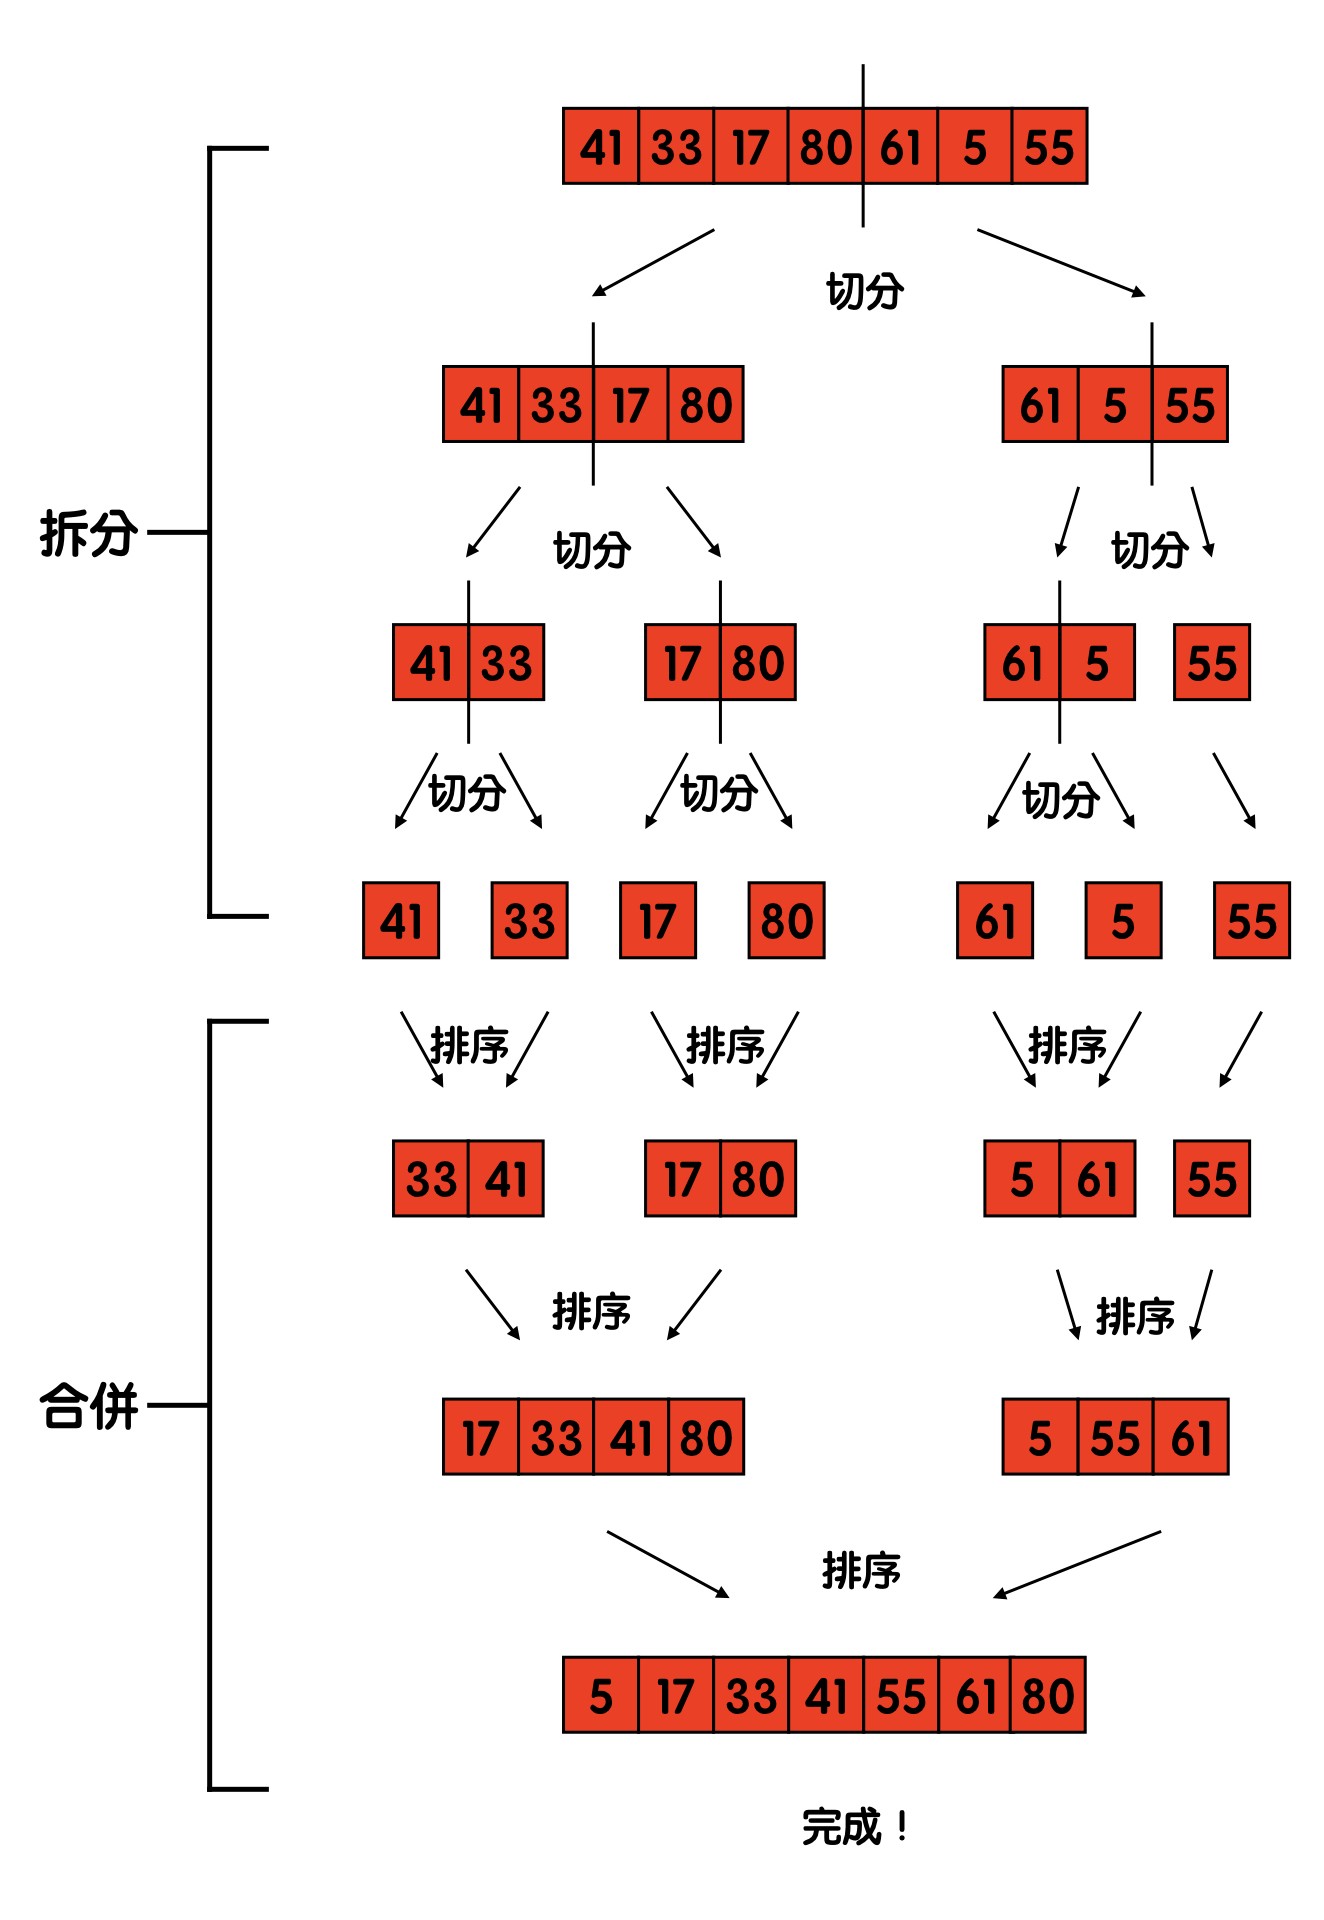 41 33 17 80 61 5 55
切分
41 33 17 80 61 5 55
拆分
切分 切分
41 33 17 80 61 5 55
切分 切分 切分
41 33 17 80 61 5 55
排序 排序 排序
33 41 17 80 5 61 55
排序 排序
合併
17 33 41 80 5 55 61
排序
5 17 33 41 55 61 80
完成！